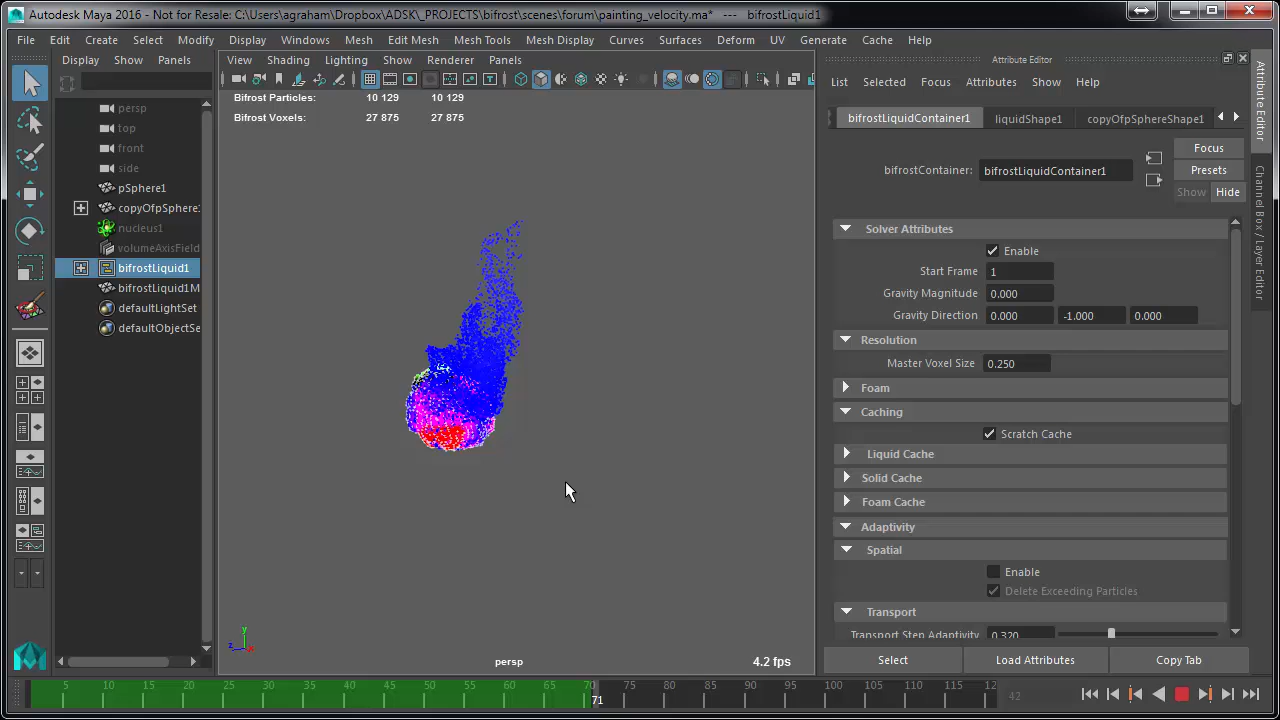 Autodesk Maya 2016 - Not for Resale: C:\Users\agraham\Dropbox\ADSK\_PROJECTS\bifrost\scenes\forum\painting_velocity.ma* --- bifrostLiquid1
File Edit Create Select Modify Display Windows Mesh Edit Mesh Mesh Tools Mesh Display Curves Surfaces Deform UV Generate Cache Help
Display Show Panels
View Shading Lighting Show Renderer Panels
Bifrost Particles: 10 129 10 129
Bifrost Voxels: 27 875 27 875
persp
top
front
side
pSphere1
copyOfpSphere1
nucleus1
volumeAxisField
bifrostLiquid1
bifrostLiquid1M
defaultLightSet
defaultObjectSe
y
z
x
persp
4.2 fps
Attribute Editor
List Selected Focus Attributes Show Help
bifrostLiquidContainer1 liquidShape1 copyOfpSphereShape1
bifrostContainer: bifrostLiquidContainer1
Focus
Presets
Show Hide
Solver Attributes
Enable
Start Frame 1
Gravity Magnitude 0.000
Gravity Direction 0.000 -1.000 0.000
Resolution
Master Voxel Size 0.250
Foam
Caching
Scratch Cache
Liquid Cache
Solid Cache
Foam Cache
Adaptivity
Spatial
Enable
Delete Exceeding Particles
Transport
Transport Step Adaptivity 0.320
Select Load Attributes Copy Tab
Attribute Editor
Channel Box / Layer Editor
5 10 15 20 25 30 35 40 45 50 55 60 65 70 75 80 85 90 95 100 105 110 115 12
71
42